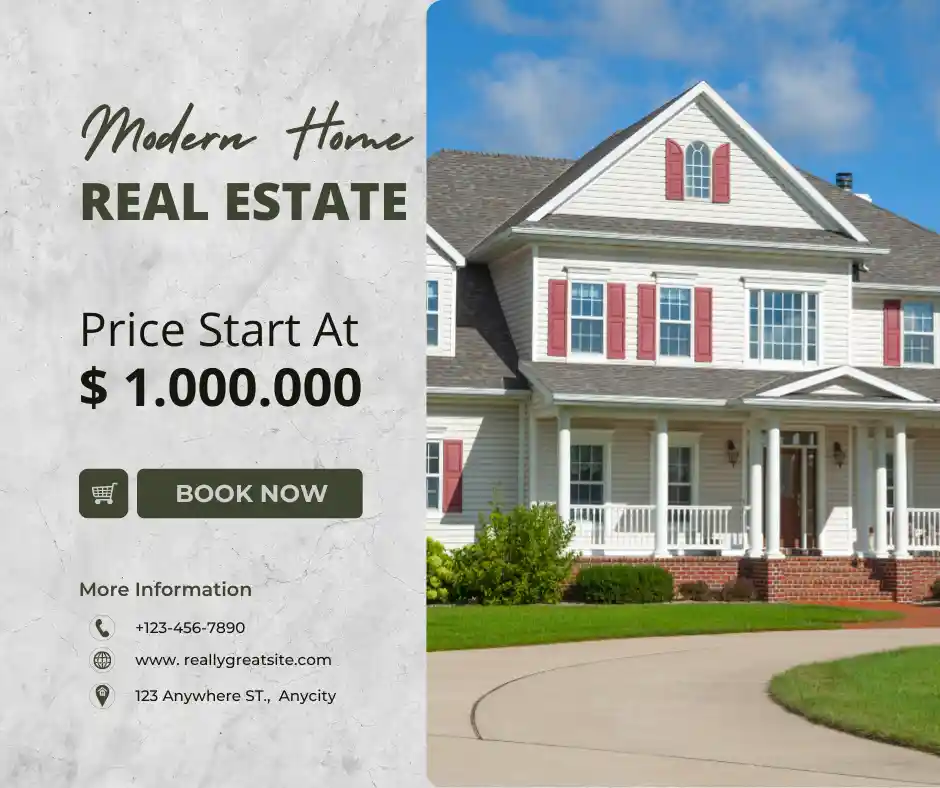 Modern Home
REAL ESTATE
Price Start At
$ 1.000.000
BOOK NOW
More Information
+123-456-7890
www. reallygreatsite.com
123 Anywhere ST.,  Anycity